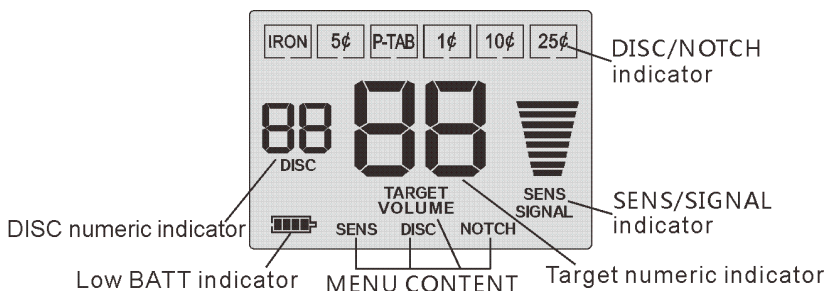 IRON 5¢ P-TAB 1¢ 10¢ 25¢
DISC/NOTCH
indicator
88
DISC
88
TARGET
VOLUME
SENS
SIGNAL
SENS/SIGNAL
indicator
DISC numeric indicator
SENS DISC NOTCH
Low BATT indicator
MENU CONTENT
Target numeric indicator